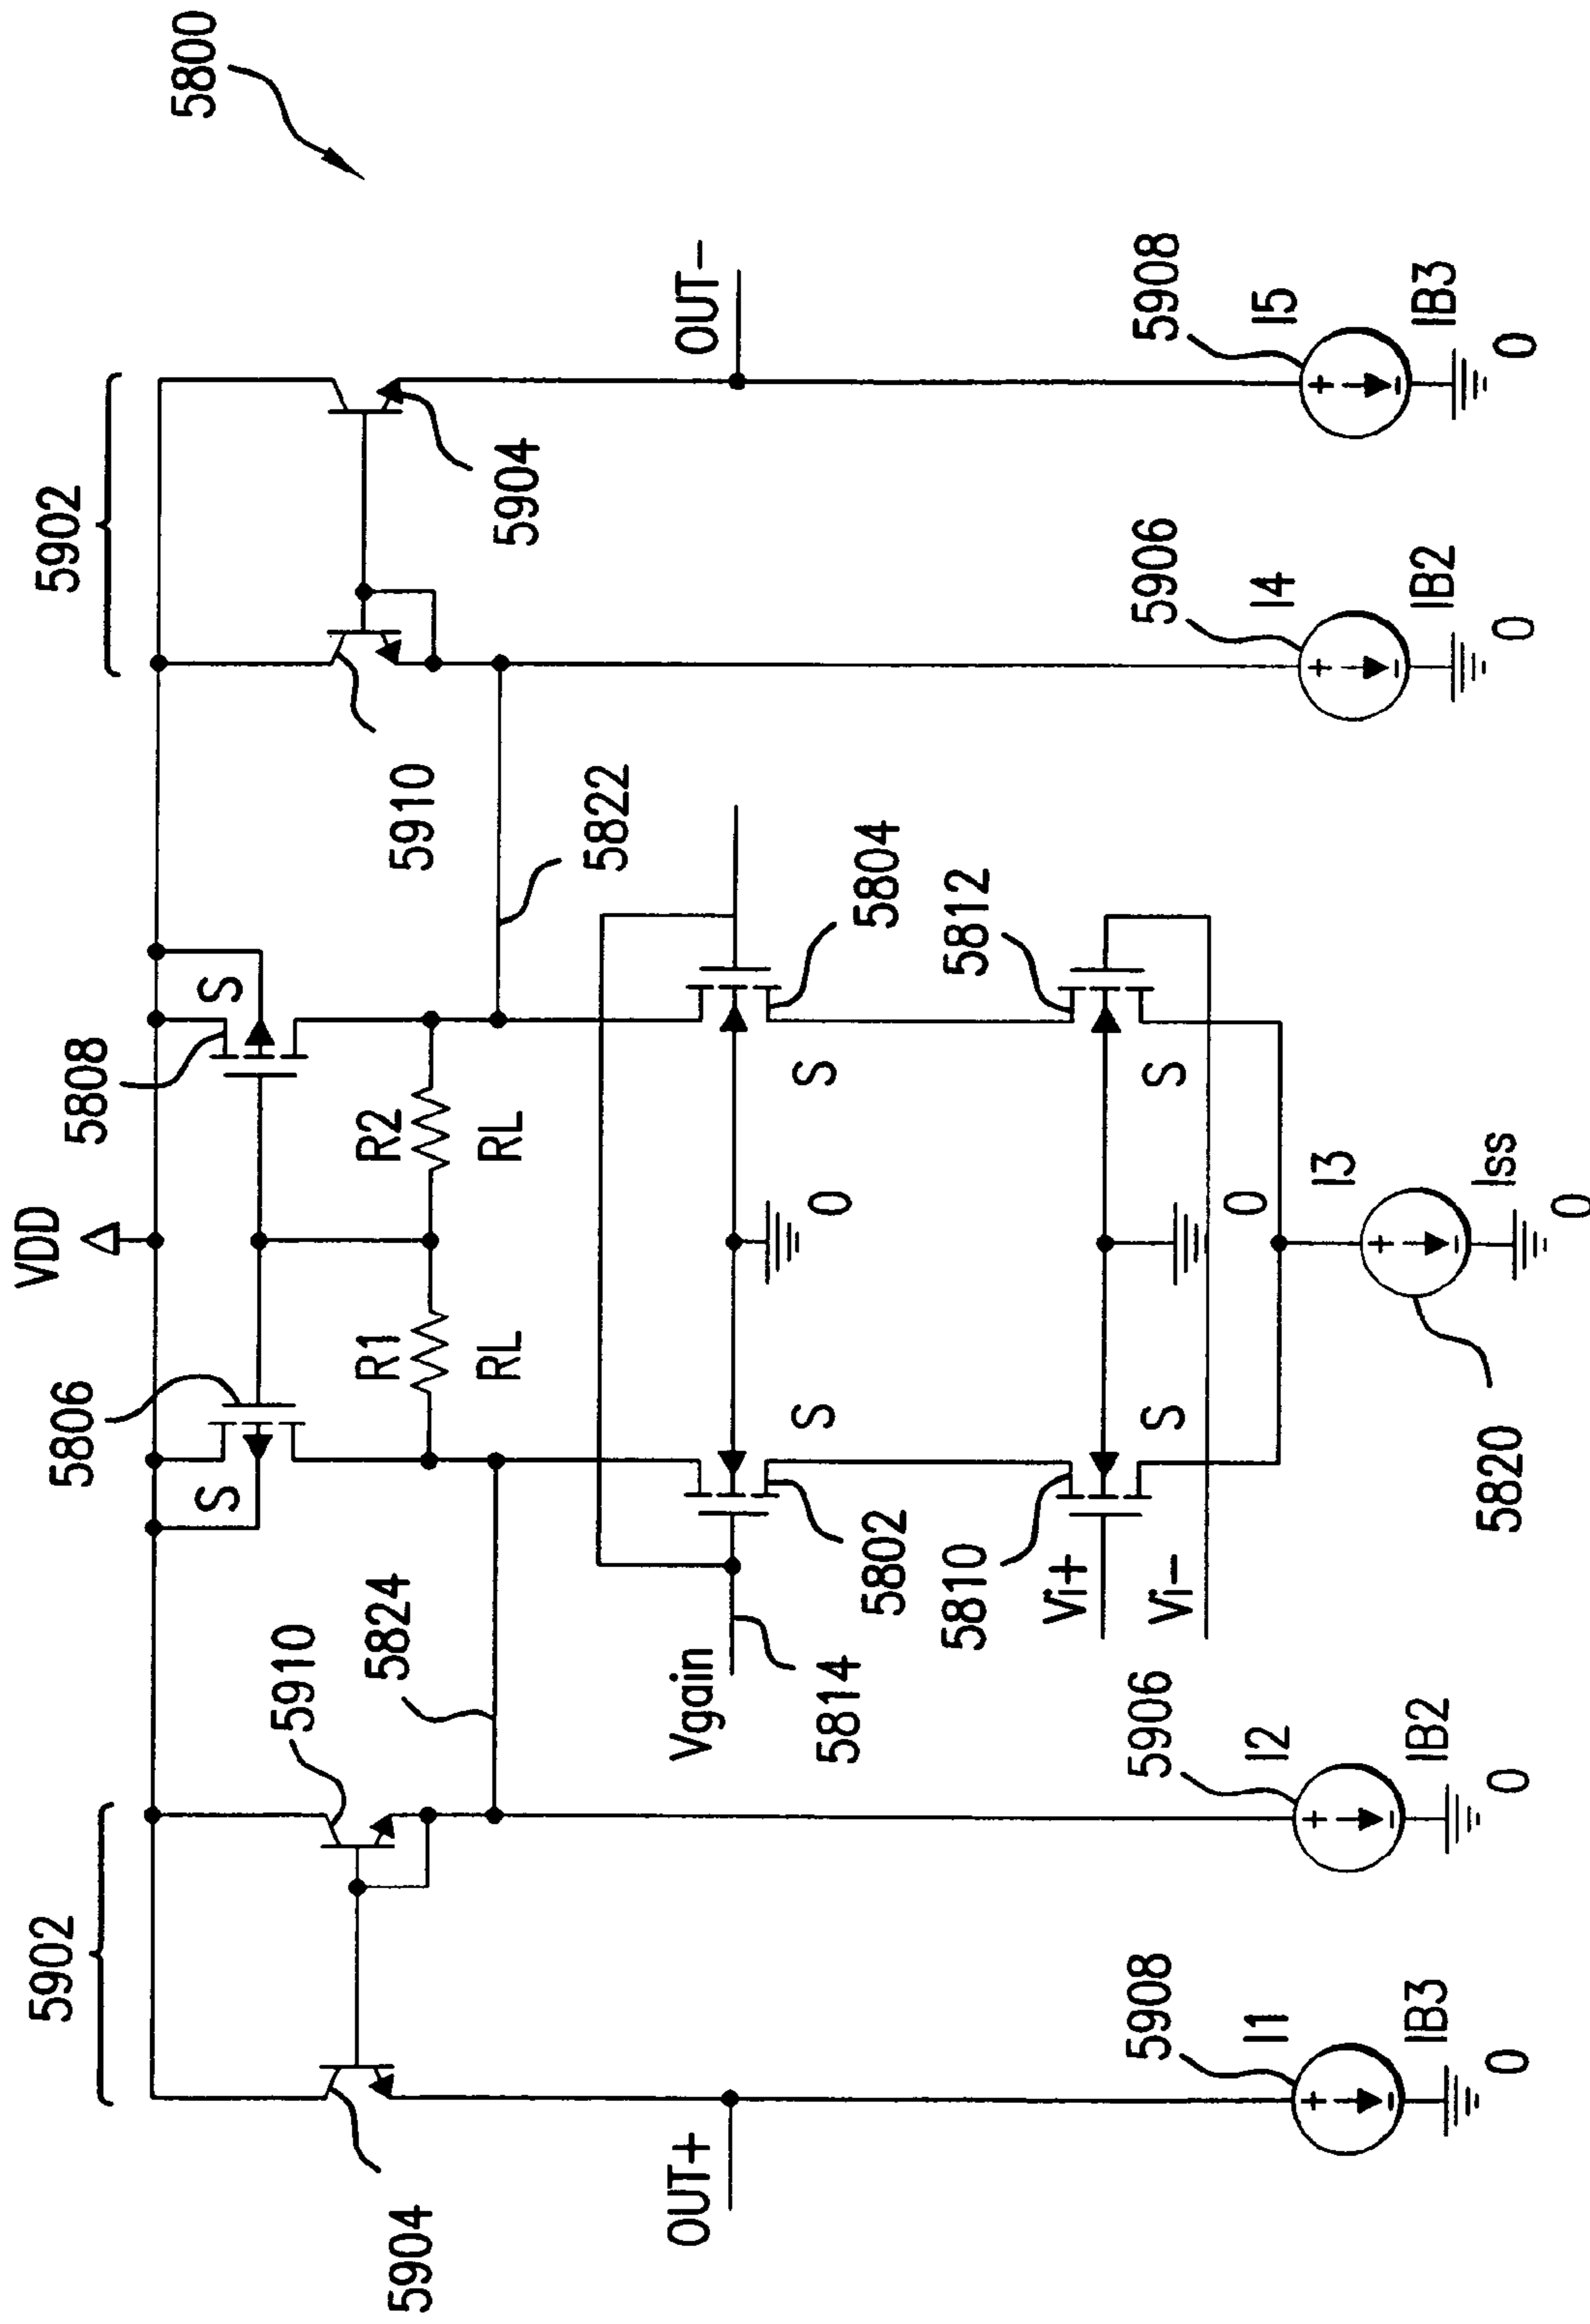 5800
VDD
5902
5902
5806
5808
S
S
5910
5824
R1
R2
5904
5910
RL
RL
5904
5822
OUT+
Vgain
OUT-
5814
S
0
S
5802
5804
5810
5812
Vi+
Vi-
S
S
0
5908
5906
5906
5908
I1
I2
I3
I4
I5
IB3
IB2
Iss
IB2
IB3
0
0
5820
0
0
0